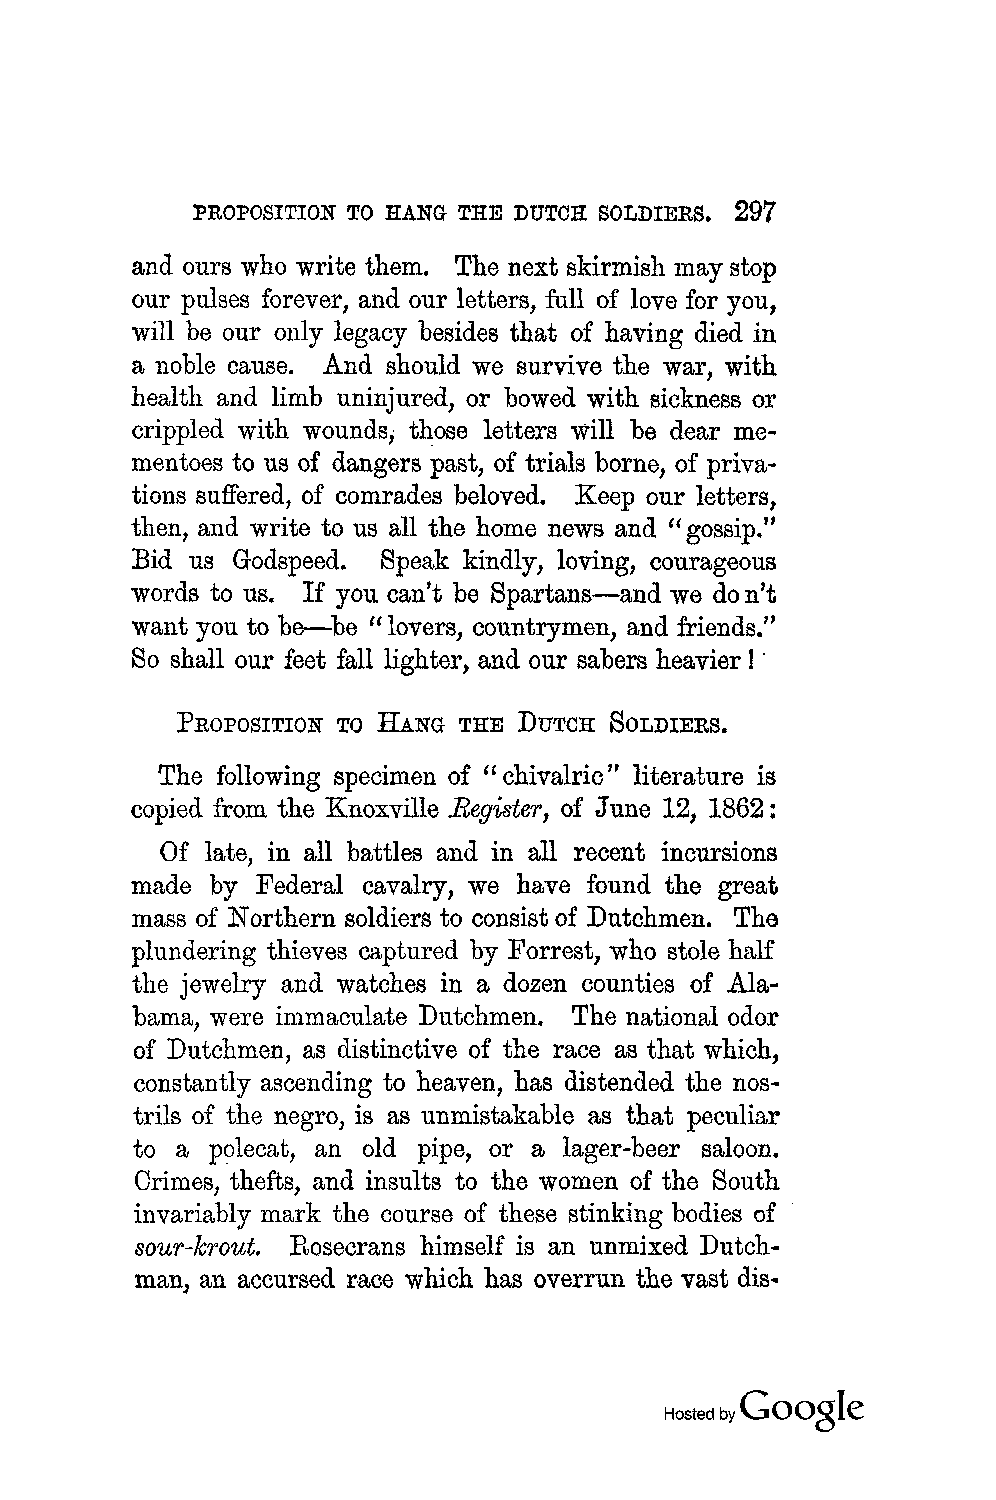 PROPOSITION TO HANG THE DUTCH SOLDIERS. 297
and ours who write them. The next skirmish may stop
our pulses forever, and our letters, full of love for you,
will be our only legacy besides that of having died in
a noble cause. And should we survive the war, with
health and limb uninjured, or bowed with sickness or
crippled with wounds, those letters will be dear me-
mentoes to us of dangers past, of trials borne, of priva-
tions suffered, of comrades beloved. Keep our letters,
then, and write to us all the home news and "gossip."
Bid us Godspeed. Speak kindly, loving, courageous
words to us. If you can't be Spartans—and we don't
want you to be—be "lovers, countrymen, and friends."
So shall our feet fall lighter, and our sabers heavier!
PROPOSITION TO HANG THE DUTCH SOLDIERS.
The following specimen of "chivalric" literature is
copied from the Knoxville Register, of June 12, 1862:
Of late, in all battles and in all recent incursions
made by Federal cavalry, we have found the great
mass of Northern soldiers to consist of Dutchmen. The
plundering thieves captured by Forrest, who stole half
the jewelry and watches in a dozen counties of Ala-
bama, were immaculate Dutchmen. The national odor
of Dutchmen, as distinctive of the race as that which,
constantly ascending to heaven, has distended the nos-
trils of the negro, is as unmistakable as that peculiar
to a polecat, an old pipe, or a lager-beer saloon.
Crimes, thefts, and insults to the women of the South
invariably mark the course of these stinking bodies of
sour-krout. Rosecrans himself is an unmixed Dutch-
man, an accursed race which has overrun the vast dis-
Hosted by Google